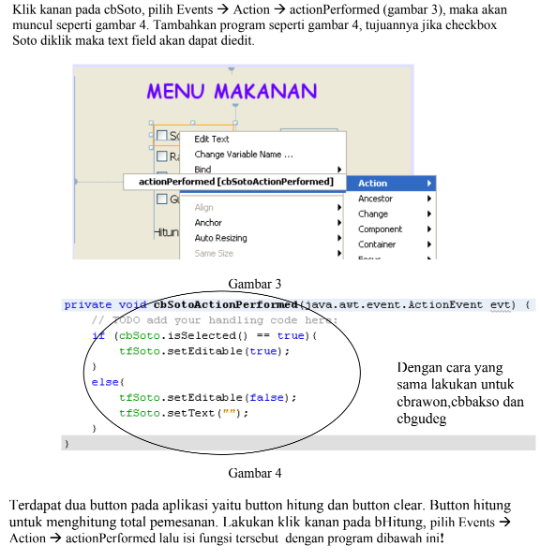 Klik kanan pada cbSoto, pilih Events → Action → actionPerformed (gambar 3), maka akan
muncul seperti gambar 4. Tambahkan program seperti gambar 4, tujuannya jika checkbox
Soto diklik maka text field akan dapat diedit.
MENU MAKANAN
Edit Text
Change Variable Name ...
Bind
actionPerformed [cbSotoActionPerformed]
Action
Ancestor
Align
Change
Anchor
Component
Auto Resizing
Container
Same Size
Gambar 3
private void cbSotoActionPerformed(java.awt.event.ActionEvent evt) {
// TODO add your handling code here:
if (cbSoto.isSelected() == true){
tfSoto.setEditable(true);
}
else{
tfSoto.setEditable(false);
tfSoto.setText("");
}
}
Dengan cara yang
sama lakukan untuk
cbrawon,cbbakso dan
cbgudeg
Gambar 4
Terdapat dua button pada aplikasi yaitu button hitung dan button clear. Button hitung
untuk menghitung total pemesanan. Lakukan klik kanan pada bHitung, pilih Events →
Action → actionPerformed lalu isi fungsi tersebut dengan program dibawah ini!